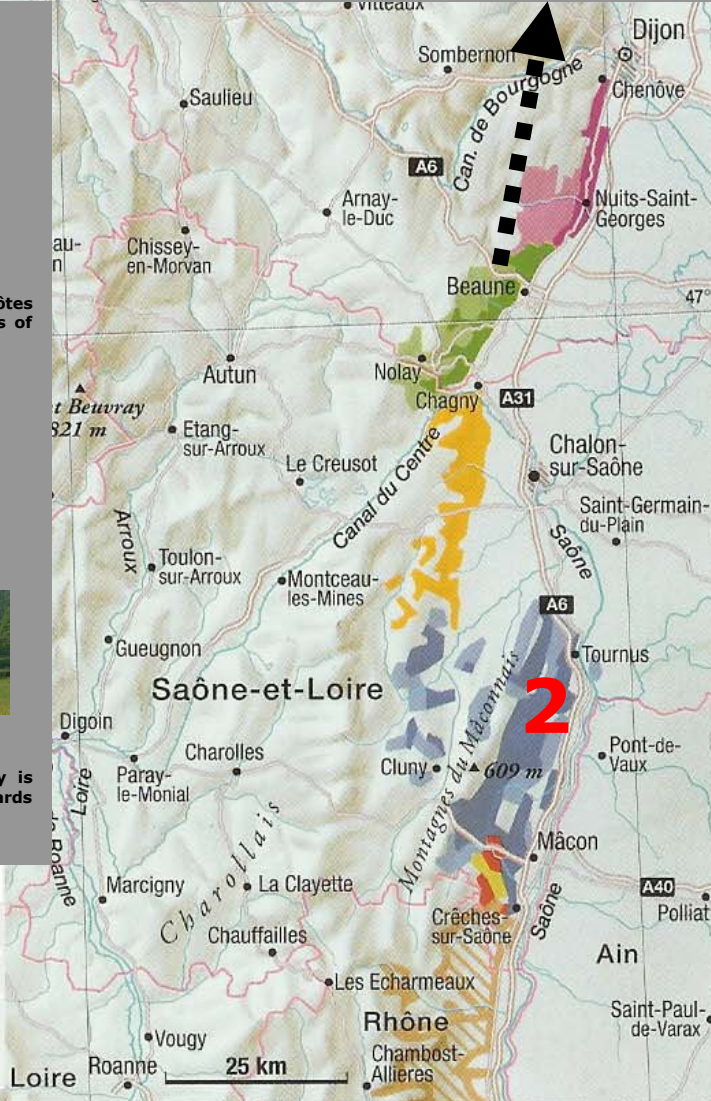 Vitteaux
Dijon
Sombernon
Can. de Bourgogne
Chenôve
Saulieu
A6
Arnay-
le-Duc
Nuits-Saint-
Georges
Chissey-
en-Morvan
au-
n
ôtes
s of
Beaune
47°
Autun
Nolay
Chagny
A31
t Beuvray
821 m
Etang-
sur-Arroux
Le Creusot
Canal du Centre
Chalon-
sur-Saône
Saint-Germain-
du-Plain
Arroux
Saône
Toulon-
sur-Arroux
Montceau-
les-Mines
A6
Gueugnon
Tournus
Saône-et-Loire
2
Montagnes du Mâconnais
Digoin
Charolles
Cluny
609 m
Pont-de-
Vaux
Paray-
le-Monial
Loire
y is
ards
Mâcon
Roanne
Marcigny
La Clayette
Charollais
A40
Polliat
Crêches-
sur-Saône
Saône
Chauffailles
Ain
Les Echarmeaux
Rhône
Saint-Paul-
de-Varax
Vougy
Chambost-
Allieres
Roanne
25 km
Loire